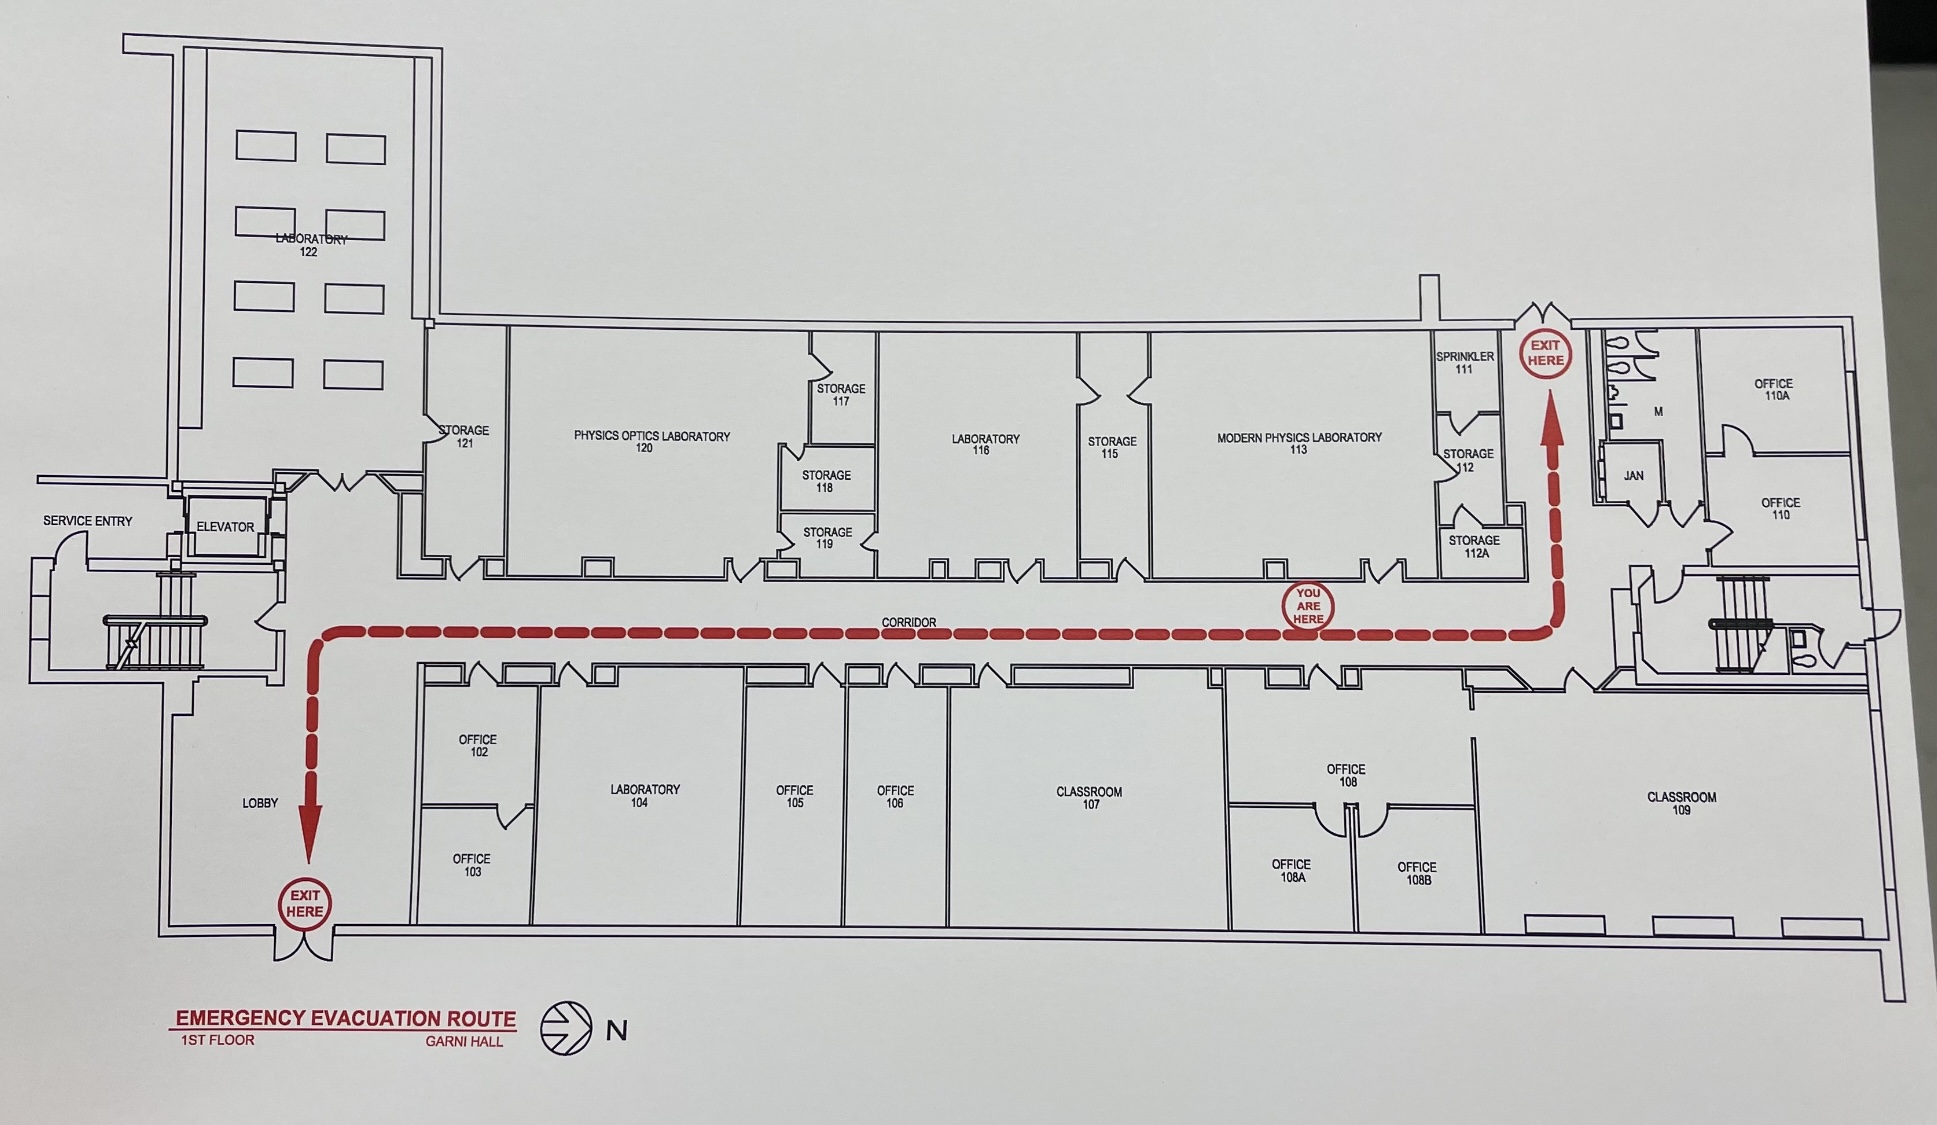 LABORATORY
122
STORAGE
121
PHYSICS OPTICS LABORATORY
120
STORAGE
117
STORAGE
118
STORAGE
119
LABORATORY
116
STORAGE
115
MODERN PHYSICS LABORATORY
113
SPRINKLER
111
STORAGE
112
STORAGE
112A
EXIT
HERE
M
JAN
OFFICE
110A
OFFICE
110
SERVICE ENTRY
ELEVATOR
YOU
ARE
HERE
CORRIDOR
LOBBY
OFFICE
102
OFFICE
103
LABORATORY
104
OFFICE
105
OFFICE
106
CLASSROOM
107
OFFICE
108
OFFICE
108A
OFFICE
108B
CLASSROOM
109
EXIT
HERE
EMERGENCY EVACUATION ROUTE
1ST FLOOR GARNI HALL
N